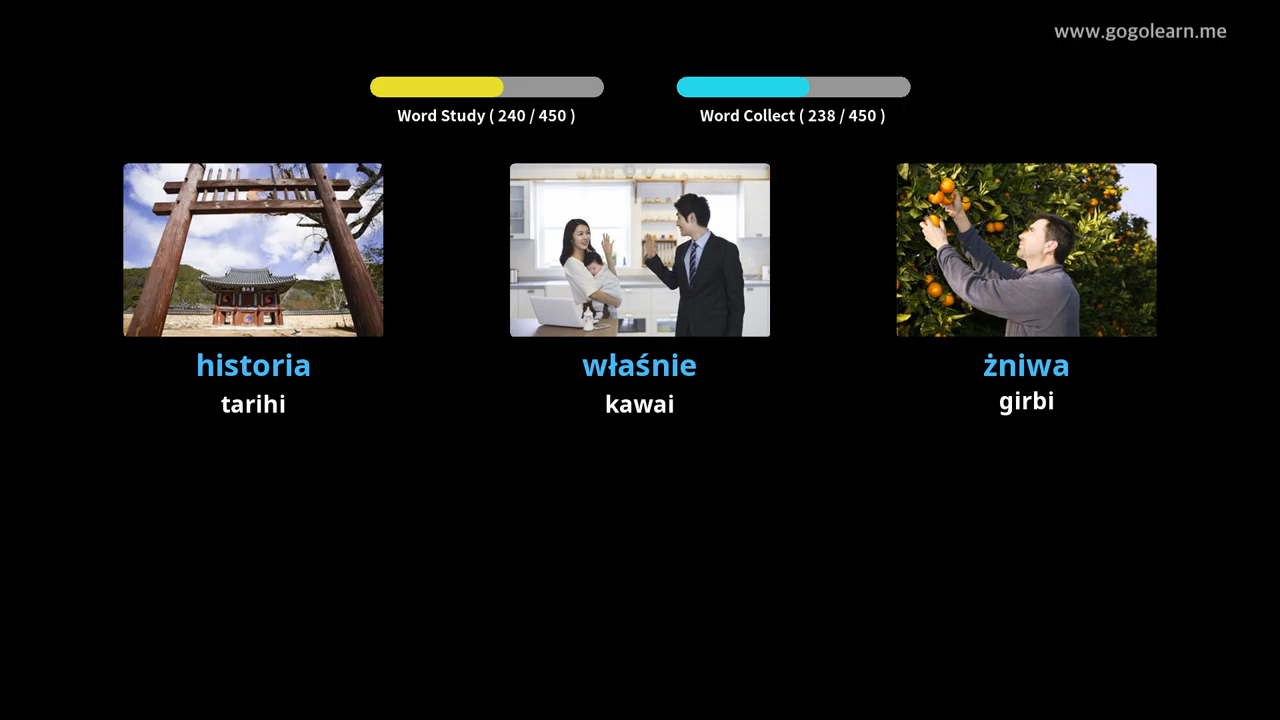 www.gogolearn.me
Word Study ( 240 / 450 )
Word Collect ( 238 / 450 )
historia
tarihi
właśnie
kawai
żniwa
girbi